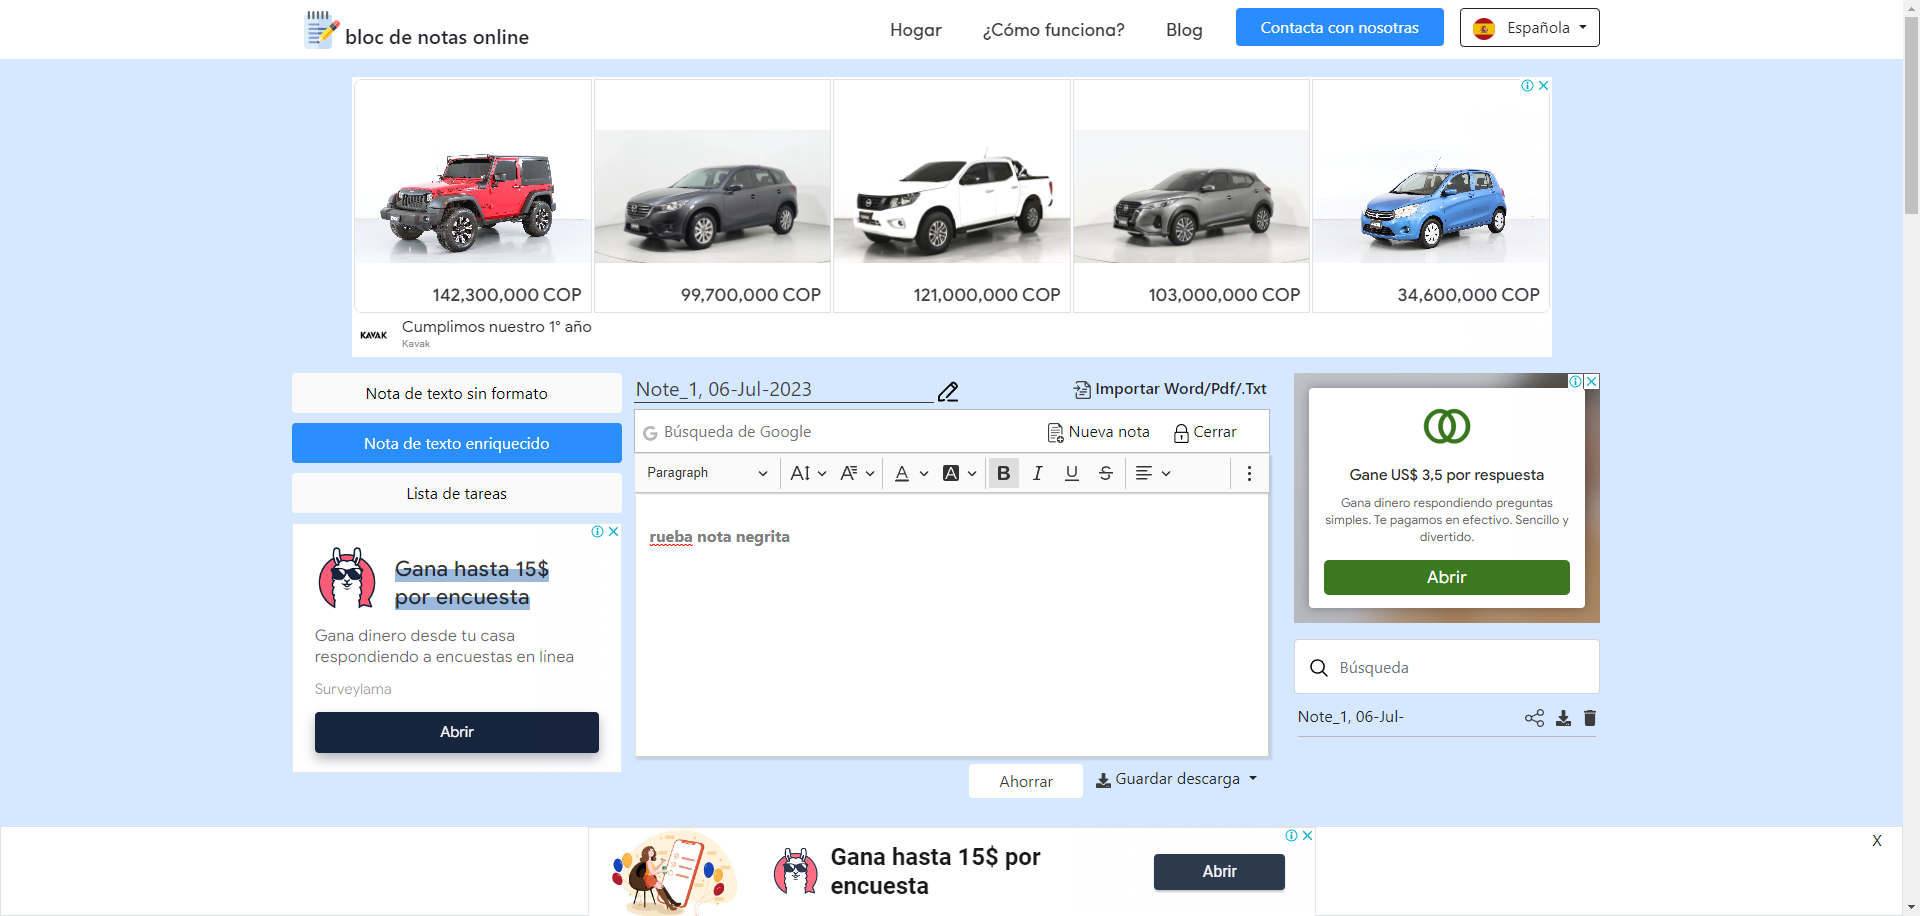 bloc de notas online
Hogar
¿Cómo funciona?
Blog
Contacta con nosotras
Española
142,300,000 COP
99,700,000 COP
121,000,000 COP
103,000,000 COP
34,600,000 COP
KAVAK
Cumplimos nuestro 1° año
Kavak
Nota de texto sin formato
Nota de texto enriquecido
Lista de tareas
Gana hasta 15$
por encuesta
Gana dinero desde tu casa
respondiendo a encuestas en línea
Surveylama
Abrir
Note_1, 06-Jul-2023
Importar Word/Pdf/.Txt
Búsqueda de Google
Nueva nota
Cerrar
Paragraph
B I U S
rueba nota negrita
Ahorrar
Guardar descarga
Gane US$ 3,5 por respuesta
Gana dinero respondiendo preguntas
simples. Te pagamos en efectivo. Sencillo y
divertido.
Abrir
Búsqueda
Note_1, 06-Jul-
Gana hasta 15$ por
encuesta
Abrir
X